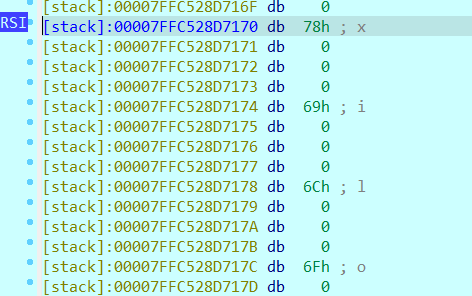 [stack]:00007FFC528D716F db 0
RSI [stack]:00007FFC528D7170 db 78h ; x
[stack]:00007FFC528D7171 db 0
[stack]:00007FFC528D7172 db 0
[stack]:00007FFC528D7173 db 0
[stack]:00007FFC528D7174 db 69h ; i
[stack]:00007FFC528D7175 db 0
[stack]:00007FFC528D7176 db 0
[stack]:00007FFC528D7177 db 0
[stack]:00007FFC528D7178 db 6Ch ; l
[stack]:00007FFC528D7179 db 0
[stack]:00007FFC528D717A db 0
[stack]:00007FFC528D717B db 0
[stack]:00007FFC528D717C db 6Fh ; o
[stack]:00007FFC528D717D db 0